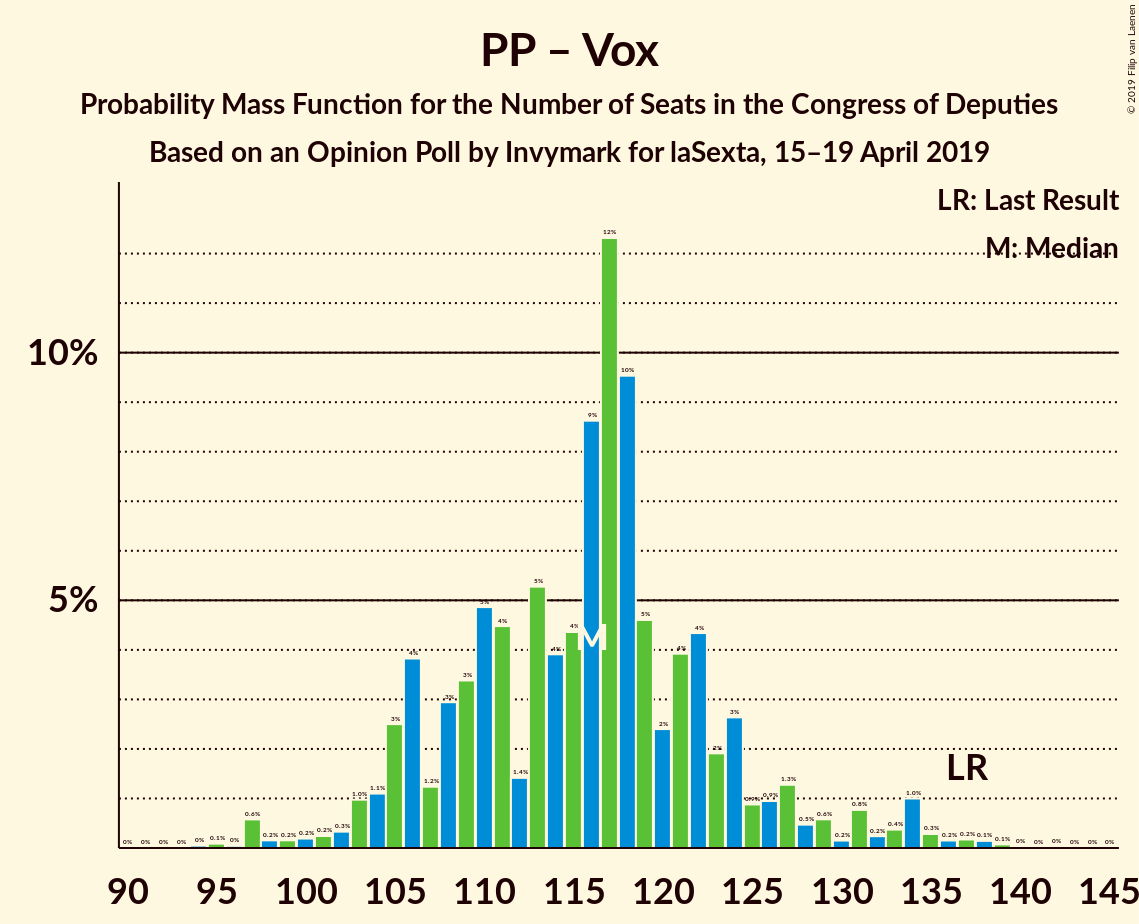 PP – Vox
Probability Mass Function for the Number of Seats in the Congress of Deputies
Based on an Opinion Poll by Invymark for laSexta, 15–19 April 2019
© 2019 Filip van Laenen
LR: Last Result
M: Median
10%
5%
0% 0% 0% 0% 0% 0.1% 0% 0.6% 0.2% 0.2% 0.2% 0.2% 0.3% 1.0% 1.1% 3% 4% 1.2% 3% 3% 5% 4% 1.4% 5% 4% 4% 9% 12% 10% 5% 2% 4% 4% 2% 3% 0.9% 0.9% 1.3% 0.5% 0.6% 0.2% 0.8% 0.2% 0.4% 1.0% 0.3% 0.2% 0.2% 0.1% 0.1% 0% 0% 0% 0% 0% 0%
M
LR
90 95 100 105 110 115 120 125 130 135 140 145